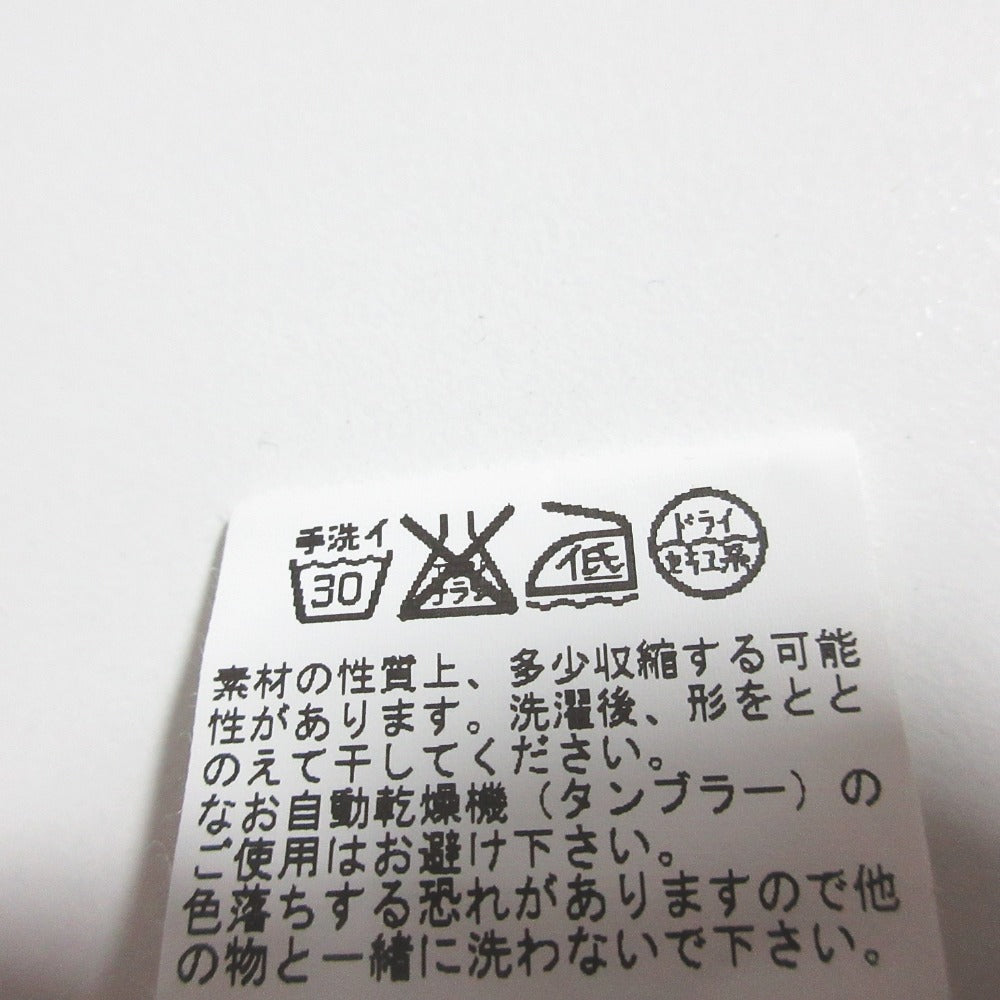 手洗イ
30
低
ドライ
セキユ系
素材の性質上、多少収縮する可能
性があります。洗濯後、形をとと
のえて干してください。
なお自動乾燥機（タンブラー）の
ご使用はお避け下さい。
色落ちする恐れがありますので他
の物と一緒に洗わないで下さい。